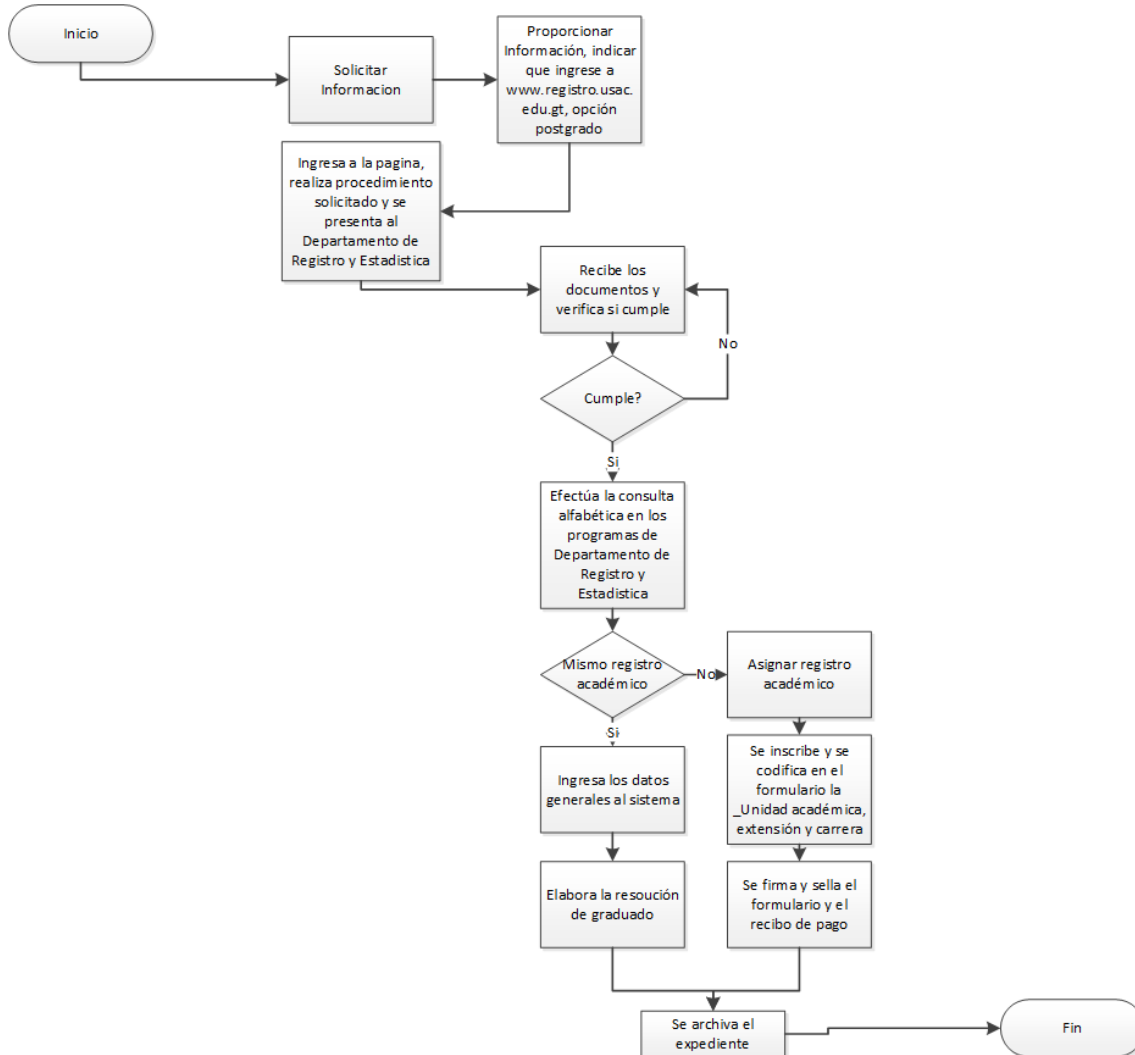 Inicio
Solicitar
Informacion
Proporcionar
Información, indicar
que ingrese a
www.registro.usac.
edu.gt, opción
postgrado
Ingresa a la pagina,
realiza procedimiento
solicitado y se
presenta al
Departamento de
Registro y Estadistica
Recibe los
documentos y
verifica si cumple
No
Cumple?
Si
Efectúa la consulta
alfabética en los
programas de
Departamento de
Registro y
Estadistica
Mismo registro
académico
No
Asignar registro
académico
Si
Ingresa los datos
generales al sistema
Se inscribe y se
codifica en el
formulario la
_Unidad académica,
extensión y carrera
Elabora la resoución
de graduado
Se firma y sella el
formulario y el
recibo de pago
Se archiva el
expediente
Fin